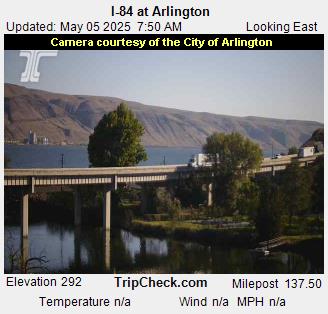 I-84 at Arlington
Updated: May 05 2025 7:50 AM Looking East
Camera courtesy of the City of Arlington
Elevation 292 TripCheck.com Milepost 137.50
Temperature n/a Wind n/a MPH n/a